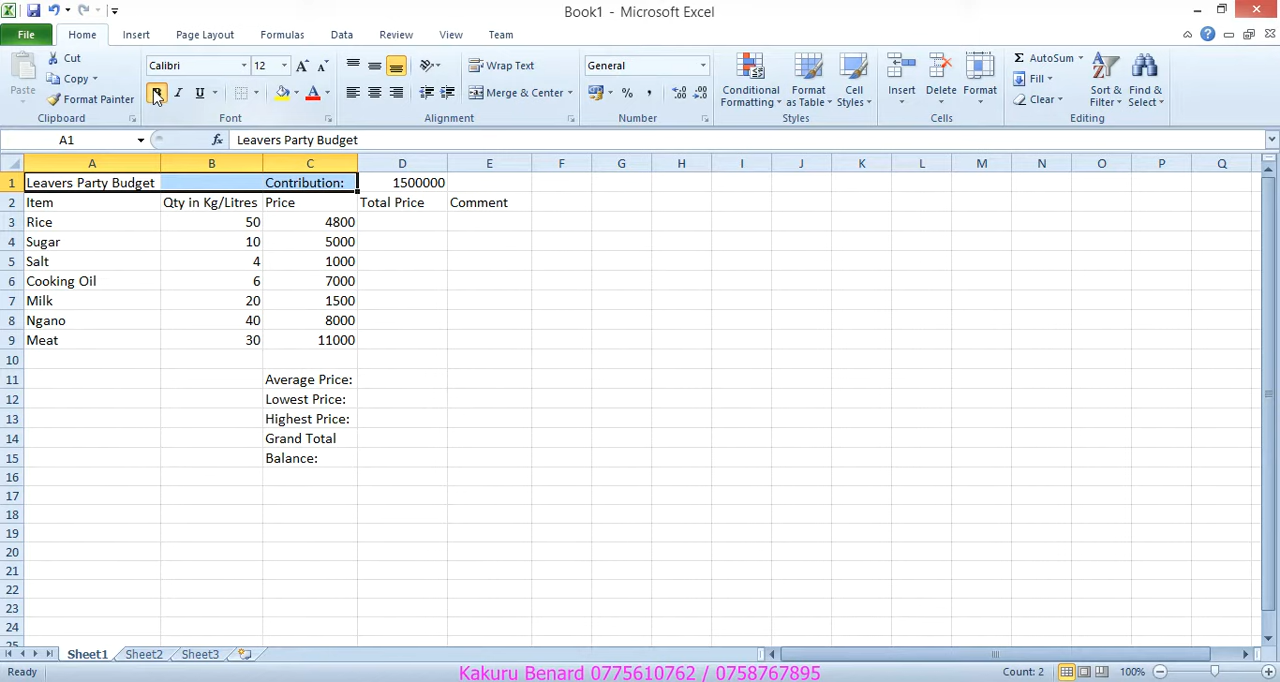 Book1 - Microsoft Excel
File Home Insert Page Layout Formulas Data Review View Team
Paste
Cut
Copy
Format Painter
Clipboard
Calibri 12
Font
Wrap Text
Merge & Center
Alignment
General
Number
Conditional Formatting
Format as Table
Cell Styles
Styles
Insert
Delete
Format
Cells
AutoSum
Fill
Clear
Sort & Filter
Find & Select
Editing
A1 fx Leavers Party Budget
A B C D E F G H I J K L M N O P Q
1 Leavers Party Budget Contribution: 1500000
2 Item Qty in Kg/Litres Price Total Price Comment
3 Rice 50 4800
4 Sugar 10 5000
5 Salt 4 1000
6 Cooking Oil 6 7000
7 Milk 20 1500
8 Ngano 40 8000
9 Meat 30 11000
10
11 Average Price:
12 Lowest Price:
13 Highest Price:
14 Grand Total
15 Balance:
16
17
18
19
20
21
22
23
24
25
Sheet1 Sheet2 Sheet3
Ready Kakuru Benard 0775610762 / 0758767895 Count: 2 100%